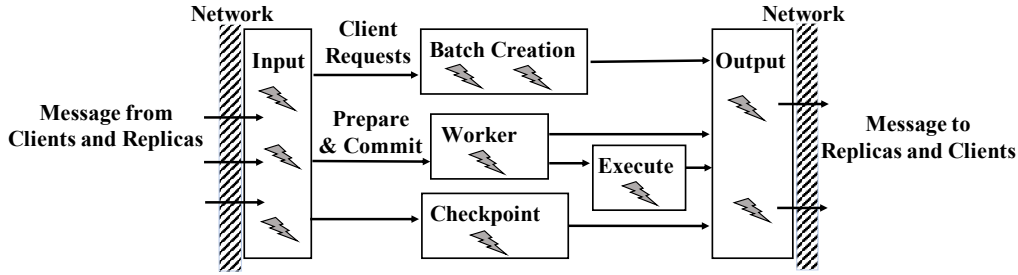 Network
Network
Input
Client
Requests
Batch Creation
Output
Message from
Clients and Replicas
Prepare
& Commit
Worker
Execute
Message to
Replicas and Clients
Checkpoint